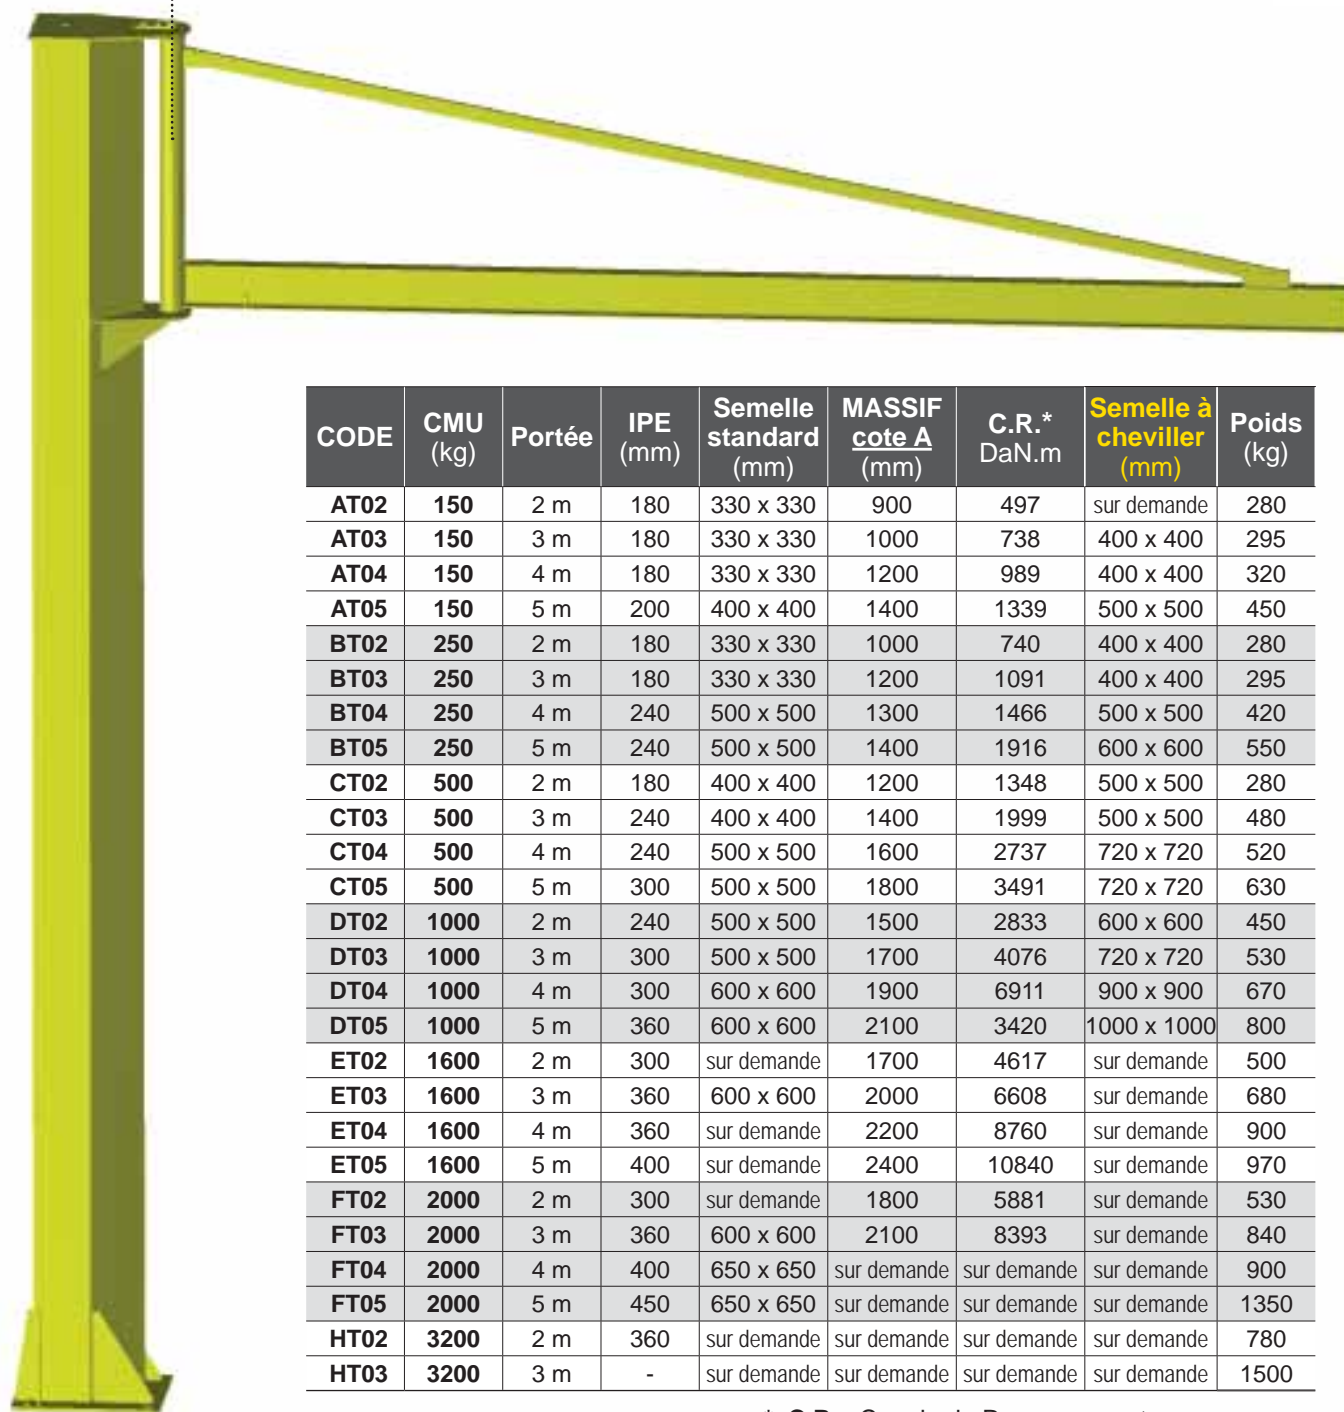 CODE CMU (kg) Portée IPE (mm) Semelle standard (mm) MASSIF cote A (mm) C.R.* DaN.m Semelle à cheviller (mm) Poids (kg)
AT02 150 2 m 180 330 x 330 900 497 sur demande 280
AT03 150 3 m 180 330 x 330 1000 738 400 x 400 295
AT04 150 4 m 180 330 x 330 1200 989 400 x 400 320
AT05 150 5 m 200 400 x 400 1400 1339 500 x 500 450
BT02 250 2 m 180 330 x 330 1000 740 400 x 400 280
BT03 250 3 m 180 330 x 330 1200 1091 400 x 400 295
BT04 250 4 m 240 500 x 500 1300 1466 500 x 500 420
BT05 250 5 m 240 500 x 500 1400 1916 600 x 600 550
CT02 500 2 m 180 400 x 400 1200 1348 500 x 500 280
CT03 500 3 m 240 400 x 400 1400 1999 500 x 500 480
CT04 500 4 m 240 500 x 500 1600 2737 720 x 720 520
CT05 500 5 m 300 500 x 500 1800 3491 720 x 720 630
DT02 1000 2 m 240 500 x 500 1500 2833 600 x 600 450
DT03 1000 3 m 300 500 x 500 1700 4076 720 x 720 530
DT04 1000 4 m 300 600 x 600 1900 6911 900 x 900 670
DT05 1000 5 m 360 600 x 600 2100 3420 1000 x 1000 800
ET02 1600 2 m 300 sur demande 1700 4617 sur demande 500
ET03 1600 3 m 360 600 x 600 2000 6608 sur demande 680
ET04 1600 4 m 360 sur demande 2200 8760 sur demande 900
ET05 1600 5 m 400 sur demande 2400 10840 sur demande 970
FT02 2000 2 m 300 sur demande 1800 5881 sur demande 530
FT03 2000 3 m 360 600 x 600 2100 8393 sur demande 840
FT04 2000 4 m 400 650 x 650 sur demande sur demande sur demande 900
FT05 2000 5 m 450 650 x 650 sur demande sur demande sur demande 1350
HT02 3200 2 m 360 sur demande sur demande sur demande sur demande 780
HT03 3200 3 m - sur demande sur demande sur demande sur demande 1500